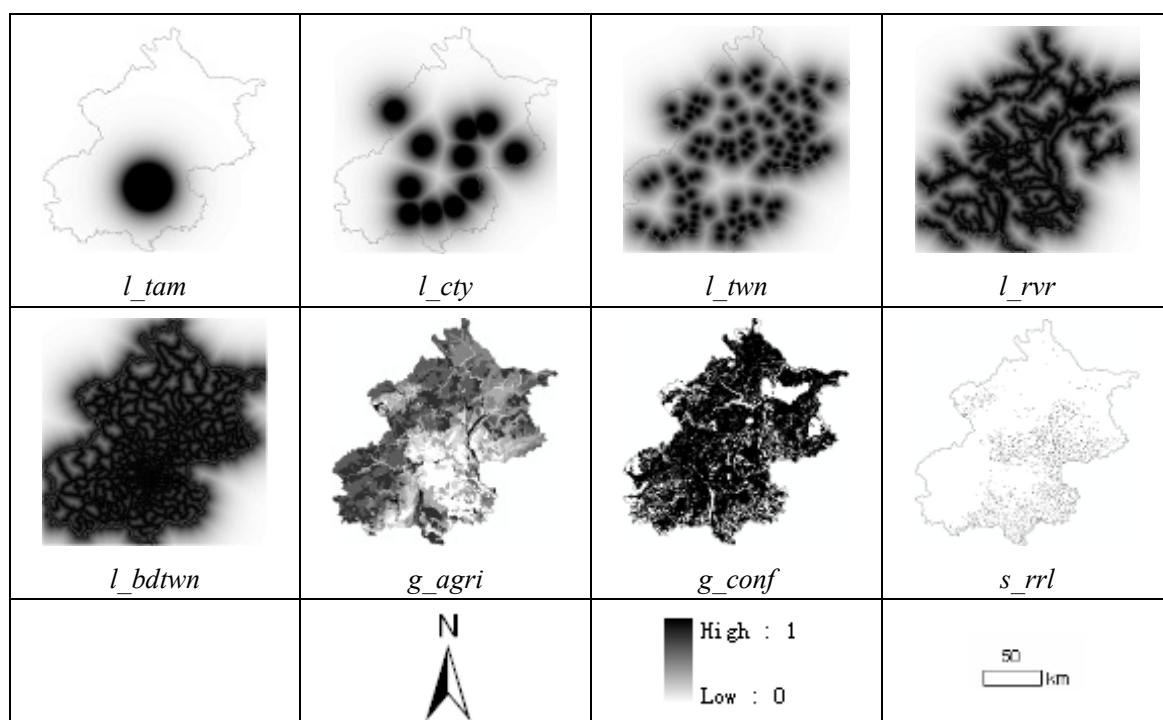 l_tam
l_cty
l_twn
l_rvr
l_bdtwn
g_agri
g_conf
s_rrl
N
High : 1
Low : 0
50
km